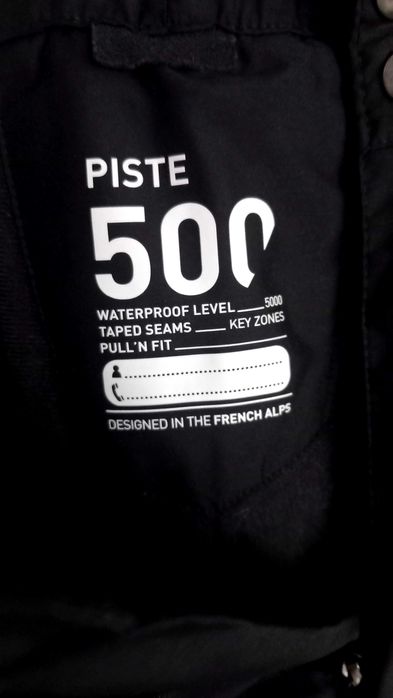 PISTE
500
WATERPROOF LEVEL 5000
TAPED SEAMS KEY ZONES
PULL'N FIT
DESIGNED IN THE FRENCH ALPS